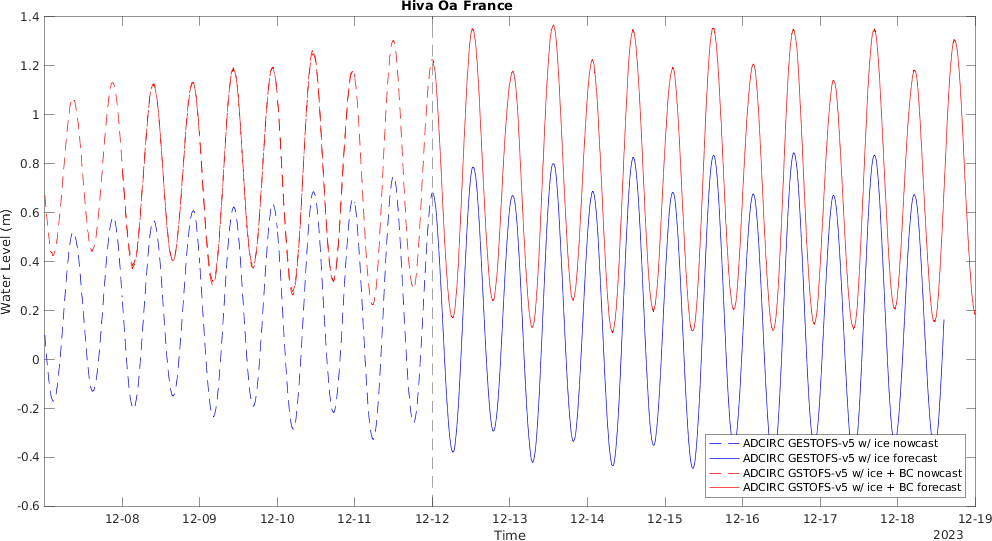 Hiva Oa France
1.4
1.2
1
0.8
0.6
0.4
0.2
0
-0.2
-0.4
-0.6
Water Level (m)
ADCIRC GESTOFS-v5 w/ ice nowcast
ADCIRC GESTOFS-v5 w/ ice forecast
ADCIRC GSTOFS-v5 w/ ice + BC nowcast
ADCIRC GSTOFS-v5 w/ ice + BC forecast
12-08 12-09 12-10 12-11 12-12 12-13 12-14 12-15 12-16 12-17 12-18 12-19
Time
2023